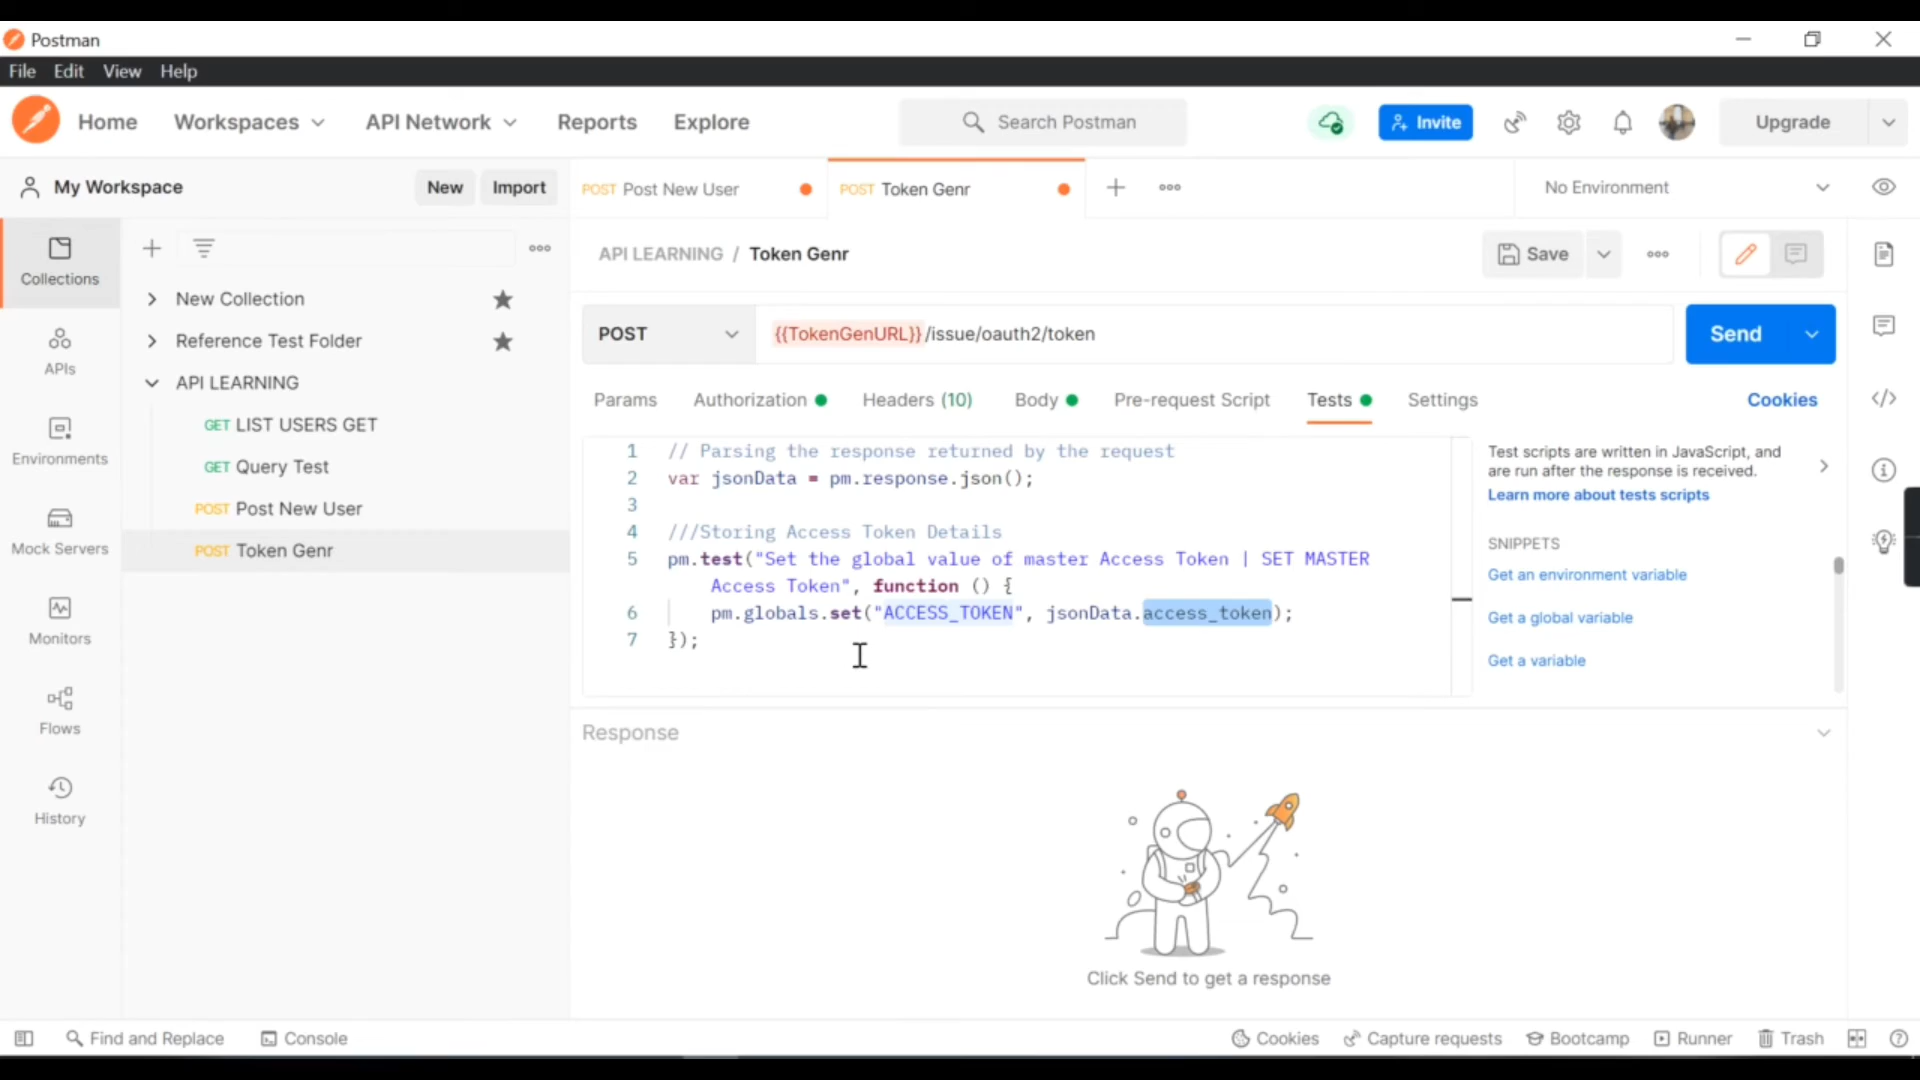 Postman
File Edit View Help
Home Workspaces API Network Reports Explore Search Postman Invite Upgrade
My Workspace New Import POST Post New User POST Token Genr No Environment
API LEARNING / Token Genr Save
Collections
New Collection
Reference Test Folder
API LEARNING
GET LIST USERS GET
GET Query Test
POST Post New User
POST Token Genr
APIs
Environments
Mock Servers
Monitors
Flows
History
POST {{TokenGenURL}}/issue/oauth2/token Send
Params Authorization Headers (10) Body Pre-request Script Tests Settings Cookies
1 // Parsing the response returned by the request
2 var jsonData = pm.response.json();
3
4 ///Storing Access Token Details
5 pm.test("Set the global value of master Access Token | SET MASTER
Access Token", function () {
6 pm.globals.set("ACCESS_TOKEN", jsonData.access_token);
7 });
Test scripts are written in JavaScript, and
are run after the response is received.
Learn more about tests scripts
SNIPPETS
Get an environment variable
Get a global variable
Get a variable
Response
Click Send to get a response
Find and Replace Console Cookies Capture requests Bootcamp Runner Trash